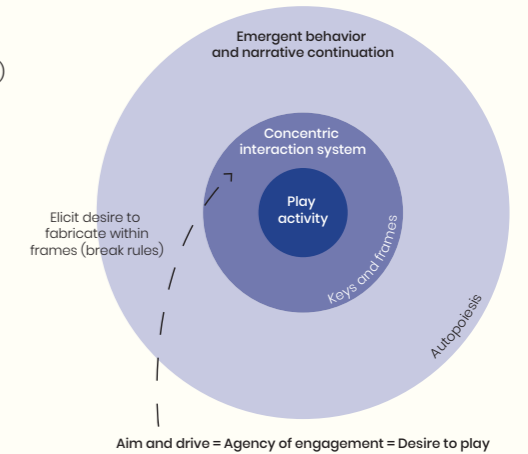 )
Emergent behavior
and narrative continuation
Concentric
interaction system
Play
activity
Elicit desire to
fabricate within
frames (break rules)
Keys and frames
Autopoiesis
Aim and drive = Agency of engagement = Desire to play